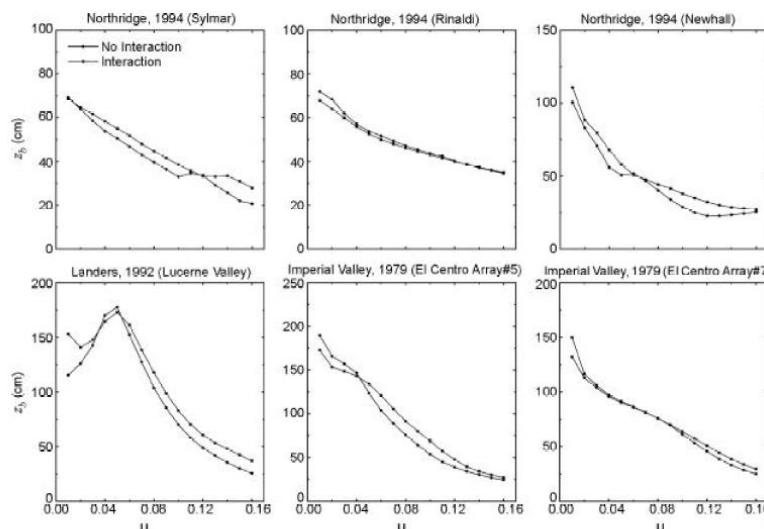 Northridge, 1994 (Sylmar)
Northridge, 1994 (Rinaldi)
Northridge, 1994 (Newhall)
100
80
60
40
20
0
No Interaction
Interaction
z_b (cm)
100
80
60
40
20
0
150
100
50
0
Landers, 1992 (Lucerne Valley)
Imperial Valley, 1979 (El Centro Array#5)
Imperial Valley, 1979 (El Centro Array#7
200
150
100
50
0
z_b (cm)
250
200
150
100
50
0
200
150
100
50
0
0.00 0.04 0.08 0.12 0.16
0.00 0.04 0.08 0.12 0.16
0.00 0.04 0.08 0.12 0.16
μ
μ
μ